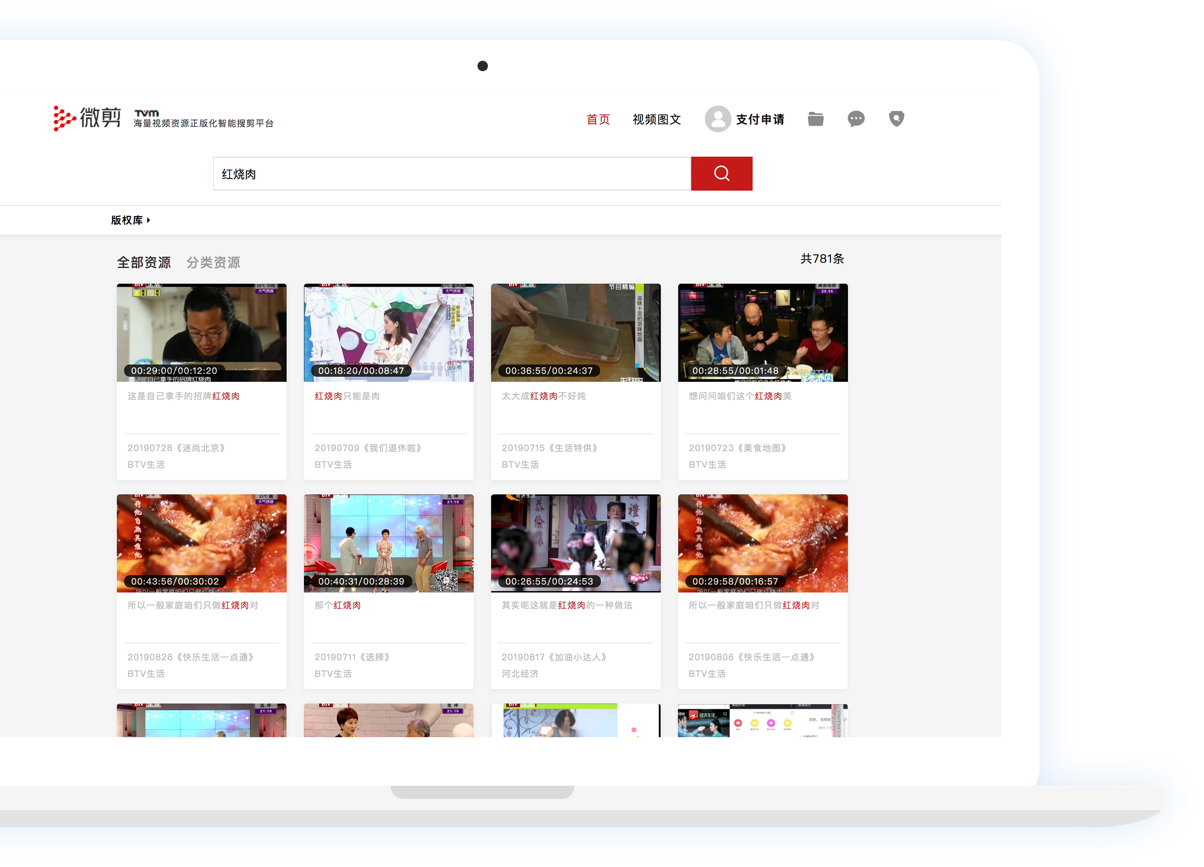 微剪
TVM
海量视频资源正版化智能搜剪平台
首页
视频图文
支付申请
红烧肉
版权库
全部资源
分类资源
共781条
00:29:00/00:12:20
00:18:20/00:08:47
节目精编
00:36:55/00:24:37
00:28:55/00:01:48
这是自己拿手的招牌红烧肉
红烧肉只能是肉
太大成红烧肉不好炖
想问问咱们这个红烧肉美
20190728《迷尚北京》
20190709《我们退休啦》
20190715《生活特供》
20190723《美食地图》
BTV生活
BTV生活
BTV生活
BTV生活
00:43:56/00:30:02
00:40:31/00:28:39
00:26:55/00:24:53
00:29:58/00:16:57
所以一般家庭咱们只做红烧肉对
那个红烧肉
其实呢这就是红烧肉的一种做法
所以一般家庭咱们只做红烧肉对
20190826《快乐生活一点通》
20190711《选择》
20190817《加油小达人》
20190806《快乐生活一点通》
BTV生活
BTV生活
河北经济
BTV生活